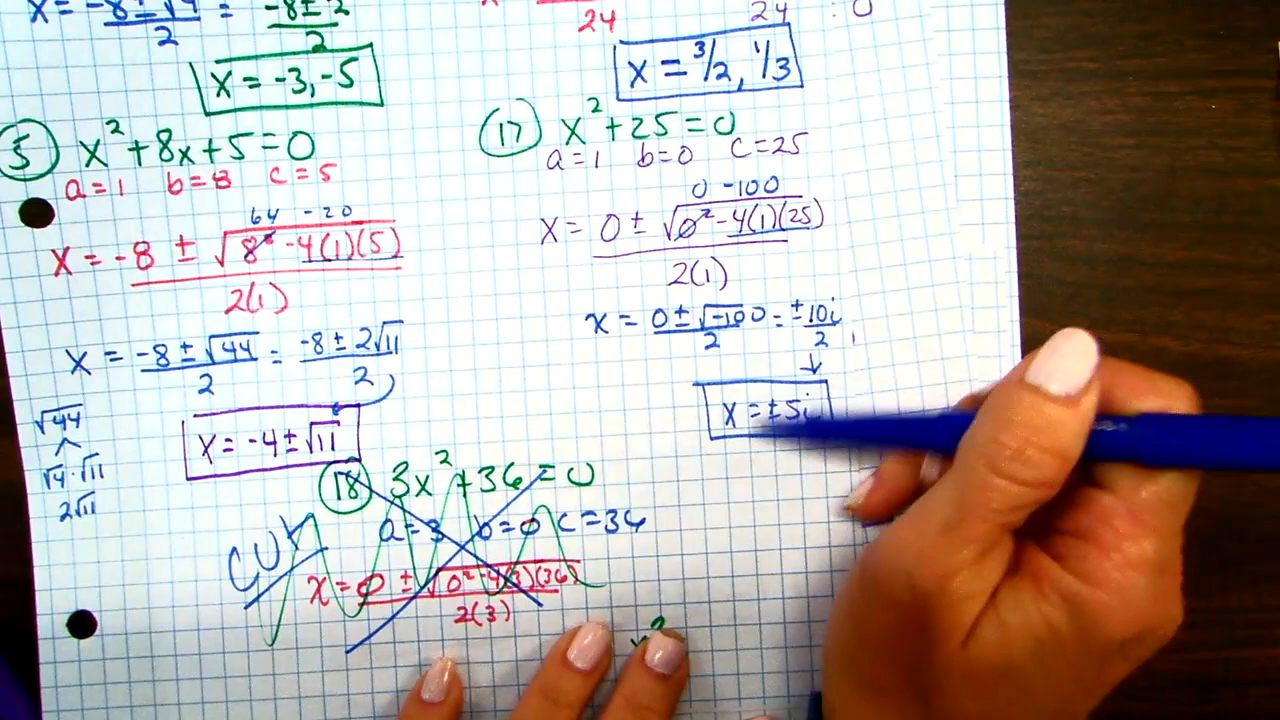 x = -8 ± √4 / 2 = -8 ± 2 / 2
x = -3, -5
24
24
0
x = 3/2, 1/3
5 x² + 8x + 5 = 0
a = 1 b = 8 c = 5
64 - 20
x = -8 ± √8² - 4(1)(5)
2(1)
x = -8 ± √44 / 2 = -8 ± 2√11 / 2
√44
√4 · √11
2√11
x = -4 ± √11
17 x² + 25 = 0
a = 1 b = 0 c = 25
0 - 100
x = 0 ± √0² - 4(1)(25)
2(1)
x = 0 ± √-100 / 2 = ± 10i / 2
x = ± 5i
18 3x² + 36 = 0
a = 3 b = 0 c = 36
x = 0 ± √0² - 4(3)(36)
2(3)